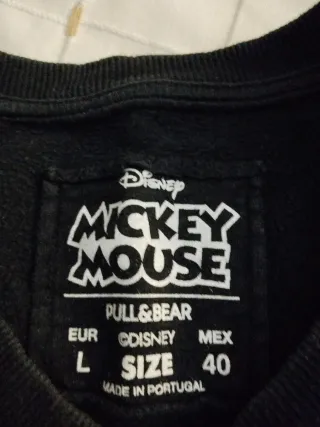 Disney
MICKEY
MOUSE
PULL&BEAR
EUR ©DISNEY MEX
L SIZE 40
MADE IN PORTUGAL